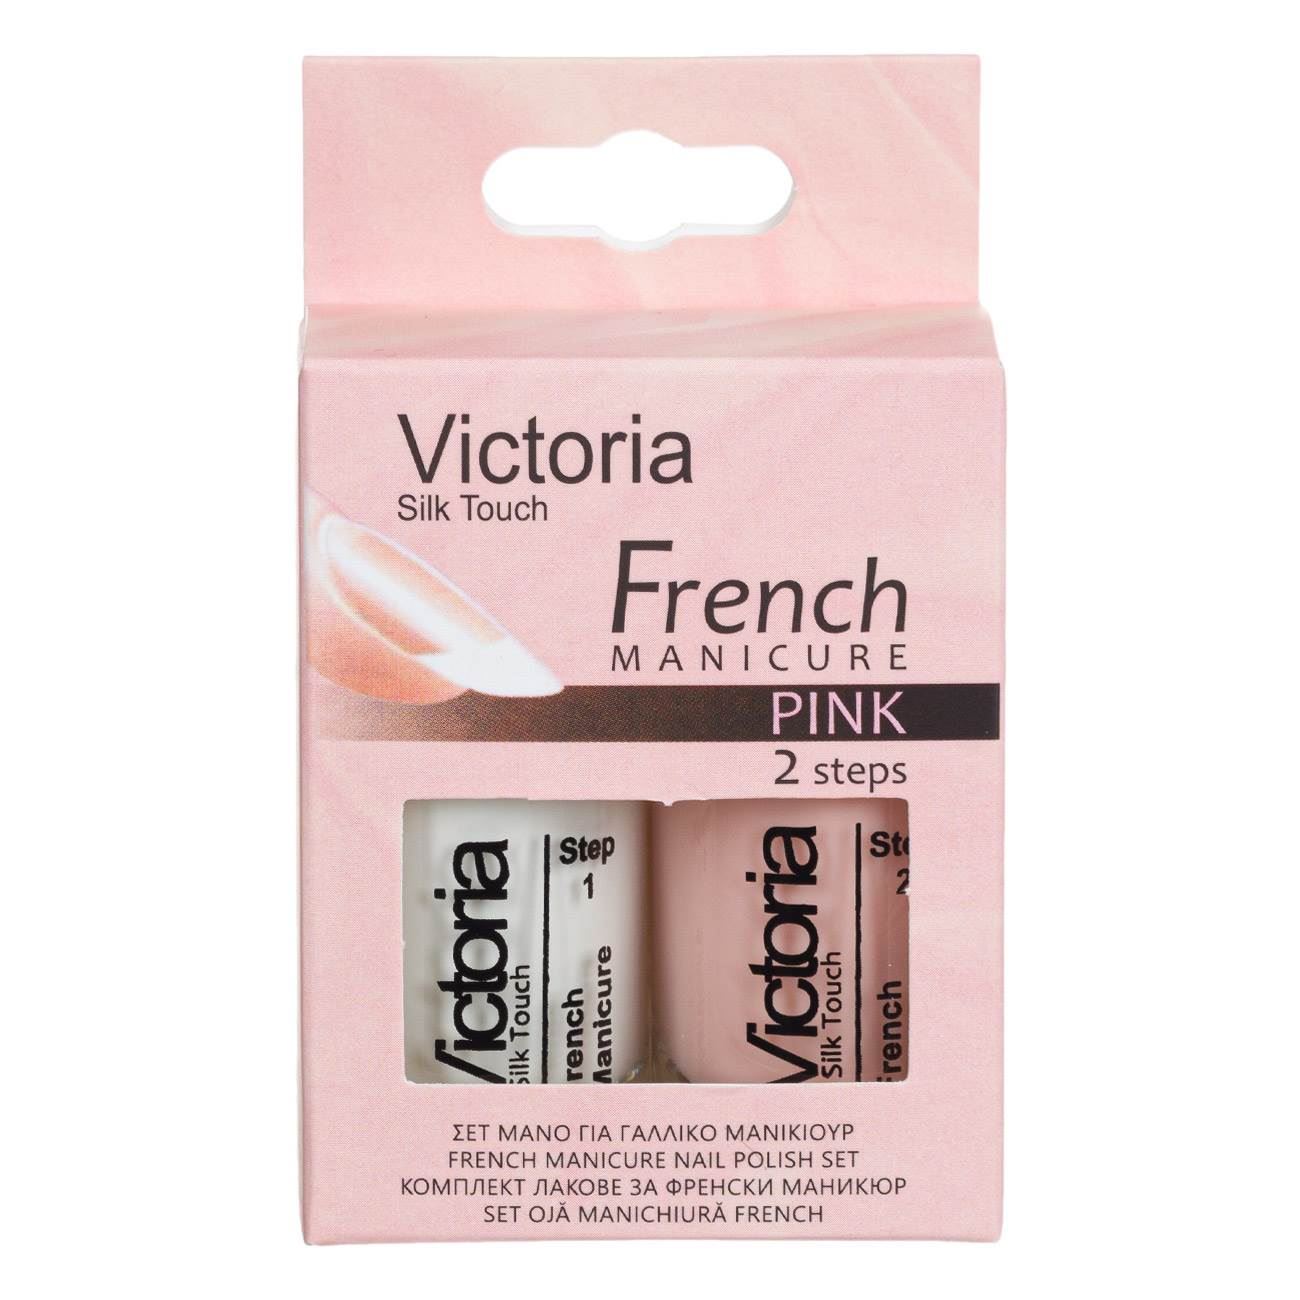 Victoria
Silk Touch
French
MANICURE
PINK
2 steps
Victoria
Silk Touch
Step
1
Manicure
Victoria
Silk Touch
2
French
ΣΕΤ ΜΑΝΟ ΓΙΑ ΓΑΛΛΙΚΟ ΜΑΝΙΚΙΟΥΡ
FRENCH MANICURE NAIL POLISH SET
КОМПЛЕКТ ЛАКОВЕ ЗА ФРЕНСКИ МАНИКЮР
SET OJĂ MANICHIURĂ FRENCH